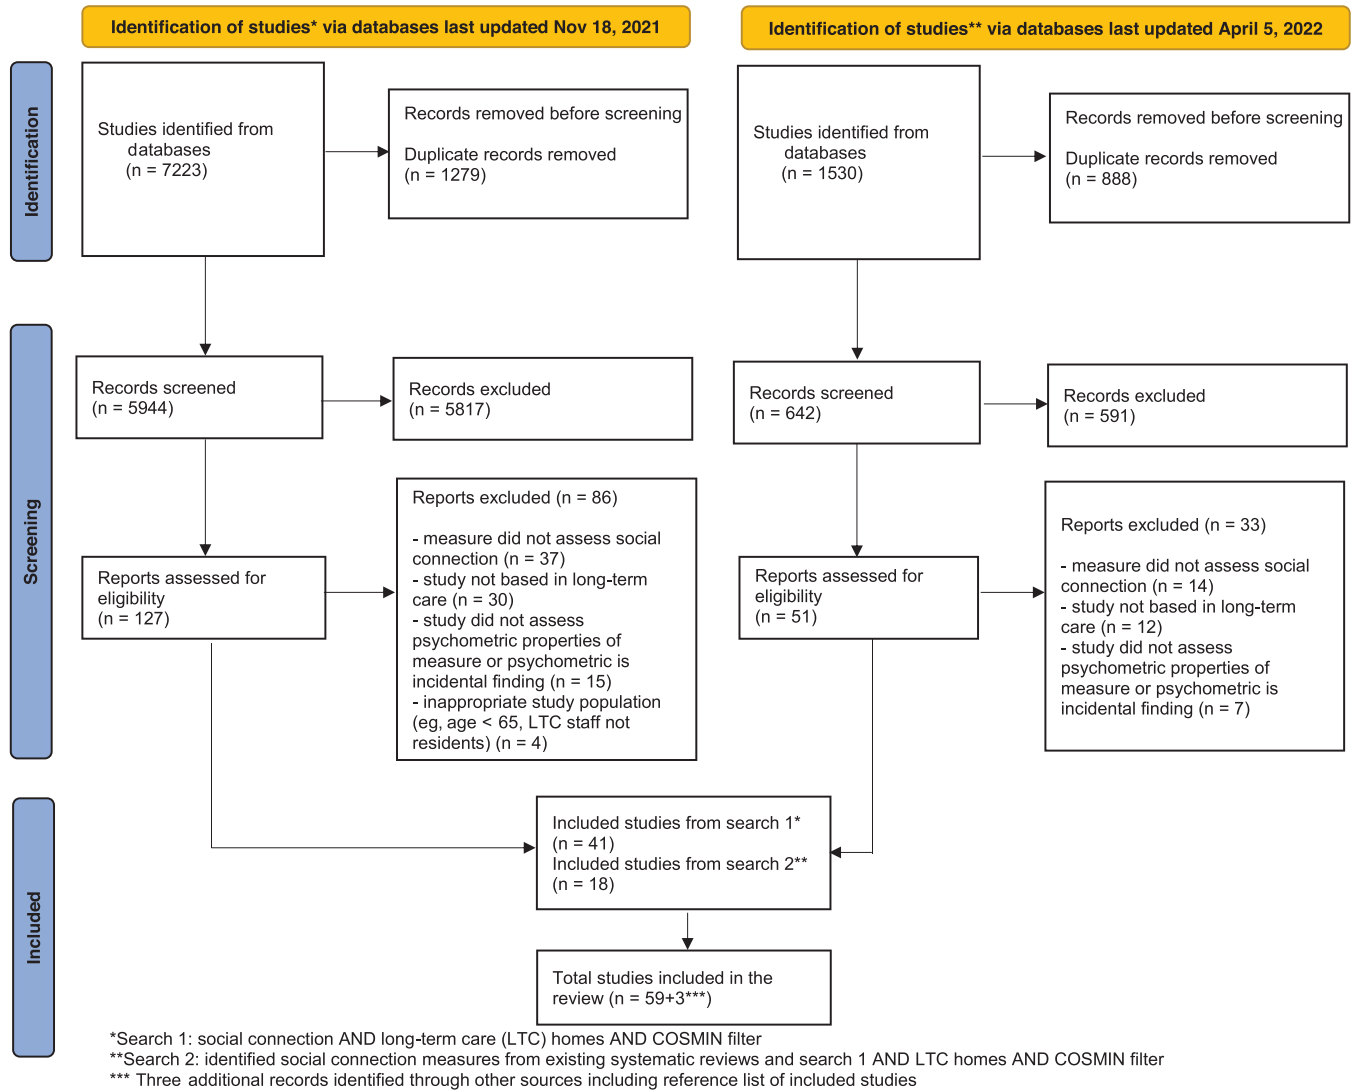 Identification of studies* via databases last updated Nov 18, 2021
Identification of studies** via databases last updated April 5, 2022
Identification
Studies identified from
databases
(n = 7223)
Records removed before screening
Duplicate records removed
(n = 1279)
Studies identified from
databases
(n = 1530)
Records removed before screening
Duplicate records removed
(n = 888)
Screening
Records screened
(n = 5944)
Records excluded
(n = 5817)
Records screened
(n = 642)
Records excluded
(n = 591)
Reports assessed for
eligibility
(n = 127)
Reports excluded (n = 86)
- measure did not assess social
connection (n = 37)
- study not based in long-term
care (n = 30)
- study did not assess
psychometric properties of
measure or psychometric is
incidental finding (n = 15)
- inappropriate study population
(eg, age < 65, LTC staff not
residents) (n = 4)
Reports assessed for
eligibility
(n = 51)
Reports excluded (n = 33)
- measure did not assess social
connection (n = 14)
- study not based in long-term
care (n = 12)
- study did not assess
psychometric properties of
measure or psychometric is
incidental finding (n = 7)
Included
Included studies from search 1*
(n = 41)
Included studies from search 2**
(n = 18)
Total studies included in the
review (n = 59+3***)
*Search 1: social connection AND long-term care (LTC) homes AND COSMIN filter
**Search 2: identified social connection measures from existing systematic reviews and search 1 AND LTC homes AND COSMIN filter
*** Three additional records identified through other sources including reference list of included studies